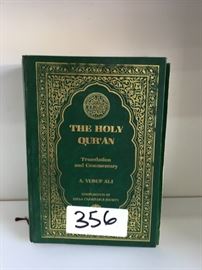 THE HOLY
QUR'AN
Translation
and Commentary
A. YUSUF ALI
356